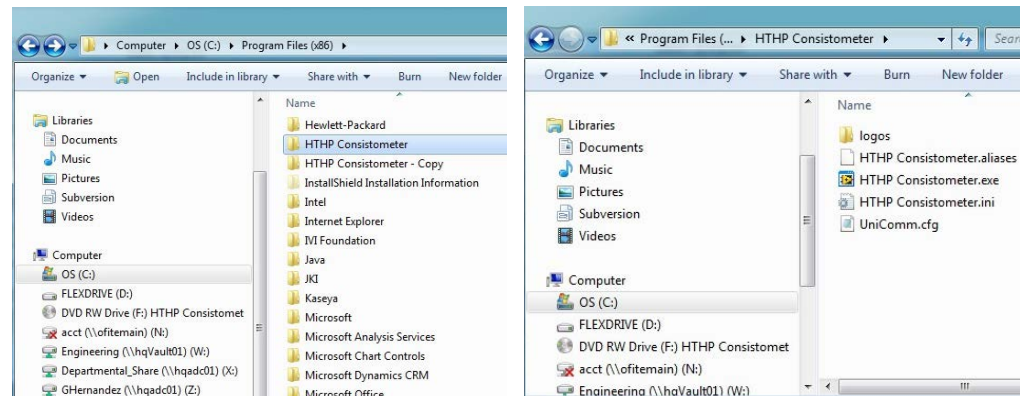 Computer ▸ OS (C:) ▸ Program Files (x86) ▸
Organize ▾ Open Include in library ▾ Share with ▾ Burn New folder
Libraries
Documents
Music
Pictures
Subversion
Videos
Computer
OS (C:)
FLEXDRIVE (D:)
DVD RW Drive (F:) HTHP Consistomet
acct (\\ofitemain) (N:)
Engineering (\\hqVault01) (W:)
Departmental_Share (\\hqadc01) (X:)
GHernandez (\\hqadc01) (Z:)
Name
Hewlett-Packard
HTHP Consistometer
HTHP Consistometer - Copy
InstallShield Installation Information
Intel
Internet Explorer
IVI Foundation
Java
JKI
Kaseya
Microsoft
Microsoft Analysis Services
Microsoft Chart Controls
Microsoft Dynamics CRM
Microsoft Office
« Program Files (... ▸ HTHP Consistometer ▸ Sear
Organize ▾ Include in library ▾ Share with ▾ Burn New folder
Libraries
Documents
Music
Pictures
Subversion
Videos
Computer
OS (C:)
FLEXDRIVE (D:)
DVD RW Drive (F:) HTHP Consistomet
acct (\\ofitemain) (N:)
Engineering (\\hqVault01) (W:)
Name
logos
HTHP Consistometer.aliases
HTHP Consistometer.exe
HTHP Consistometer.ini
UniComm.cfg